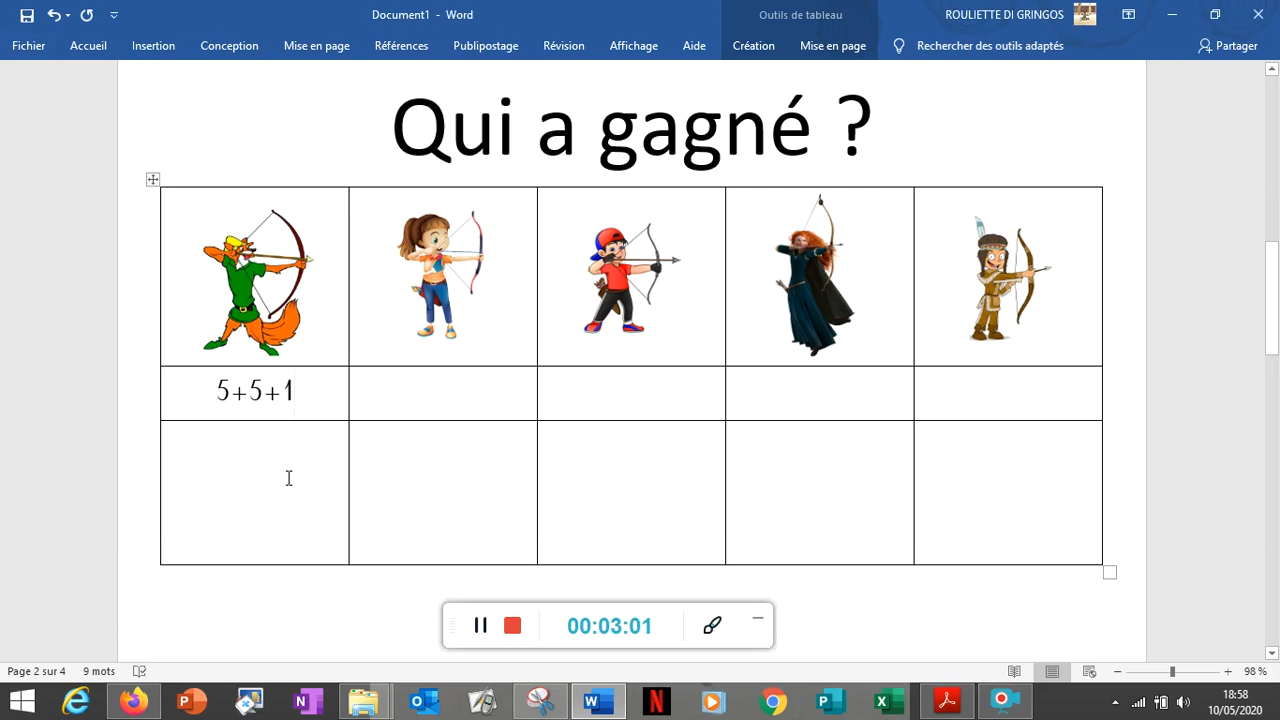 Document1 - Word
Outils de tableau
ROULIETTE DI GRINGOS
Fichier Accueil Insertion Conception Mise en page Références Publipostage Révision Affichage Aide Création Mise en page Rechercher des outils adaptés Partager
Qui a gagné ?
5+5+1
00:03:01
Page 2 sur 4 9 mots 98 %
18:58
10/05/2020